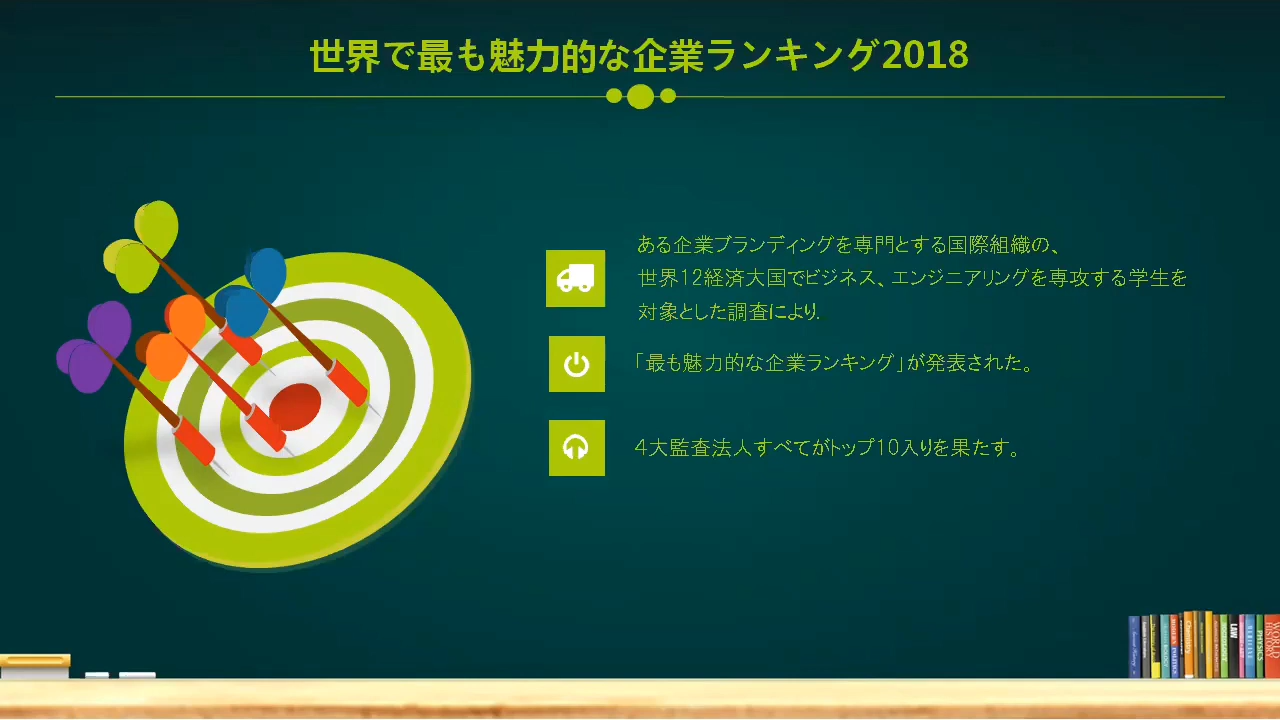 世界で最も魅力的な企業ランキング2018
ある企業ブランディングを専門とする国際組織の、
世界12経済大国でビジネス、エンジニアリングを専攻する学生を
対象とした調査により.
「最も魅力的な企業ランキング」が発表された。
4大監査法人すべてがトップ10入りを果たす。
Chemistry
LAW
PHYSICS
WORLD
HISTORY